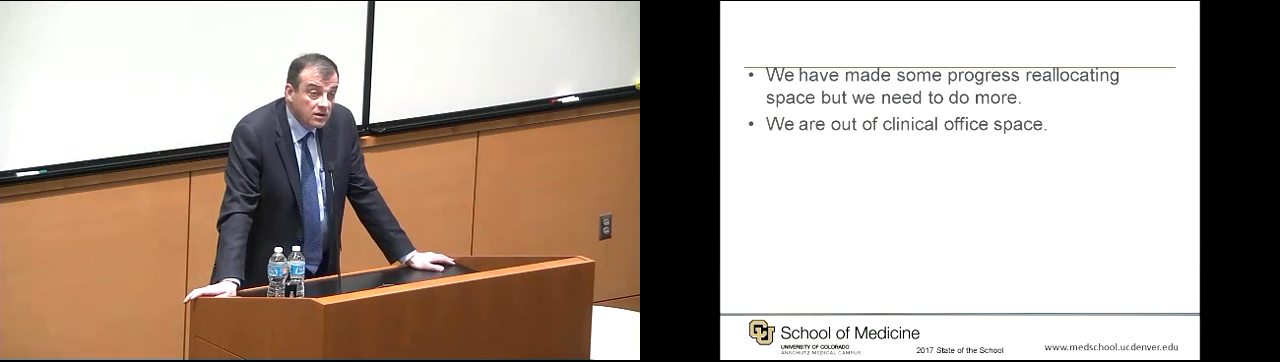 • We have made some progress reallocating
space but we need to do more.
• We are out of clinical office space.
CU School of Medicine
UNIVERSITY OF COLORADO
ANSCHUTZ MEDICAL CAMPUS
2017 State of the School
www.medschool.ucdenver.edu